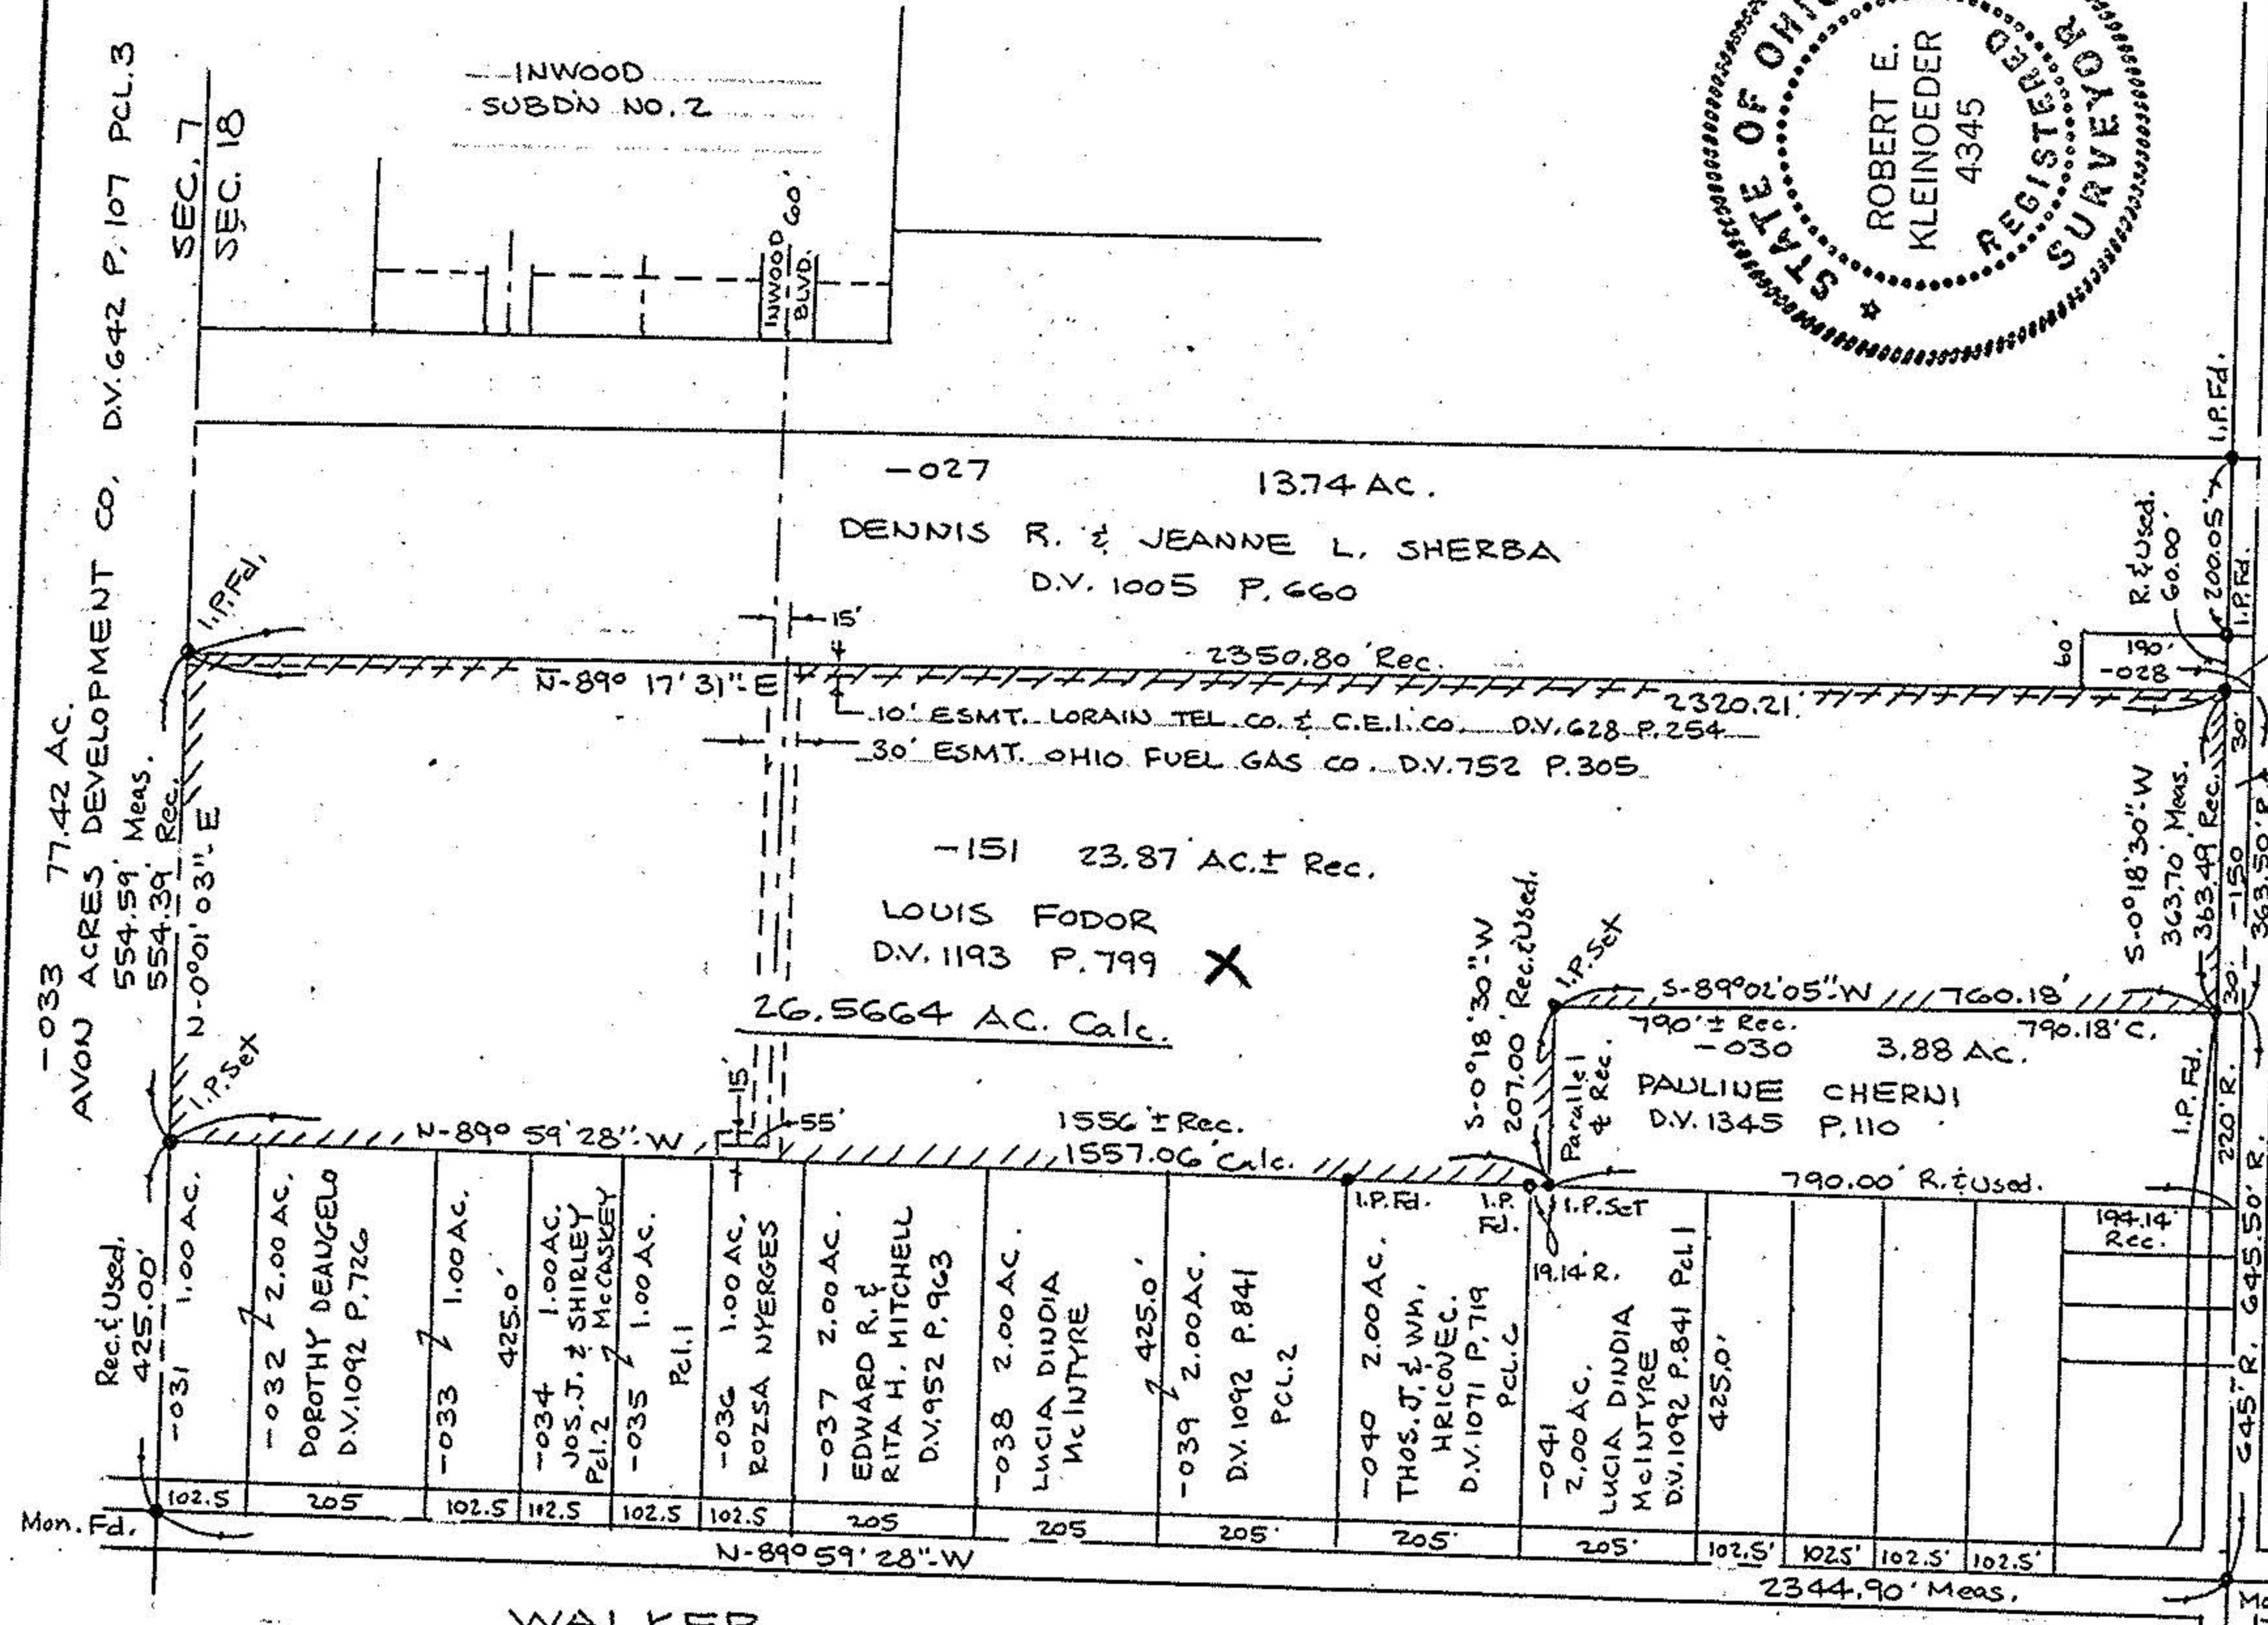 INWOOD
SUBD'N NO. 2
SEC. 7
SEC. 18
INWOOD
BLVD.
60'
STATE OF OHIO
ROBERT E.
KLEINOEDER
4345
REGISTERED
SURVEYOR
-033 77.42 AC.
AVON ACRES DEVELOPMENT CO. D.V. 642 P. 107 PCL. 3
554.59' Meas.
554.39' Rec.
N-0°01'03"-E
I.P.Fd.
-027 13.74 AC.
DENNIS R. & JEANNE L. SHERBA
D.V. 1005 P. 660
I.P.Fd.
200.05'
R.&Used.
60.00'
I.P.Fd.
60
190'
-028
15'
2350.80' Rec.
N-89° 17' 31"-E
2320.21'
10' ESMT. LORAIN TEL. CO. & C.E.I. CO. D.V. 628 P. 254
30' ESMT. OHIO FUEL GAS CO. D.V. 752 P. 305
-151 23.87 AC.± Rec.
LOUIS FODOR
D.V. 1193 P. 799 X
26.5664 AC. Calc.
S-0°18'30"-W
363.70' Meas.
363.49 Rec.
30'
-150
30'
363.50' R.
S-0°18'30"-W
207.00' Rec.&Used.
I.P.Sex
S-89°02'05"-W 760.18'
790'± Rec.
790.18' C.
-030 3.88 AC.
PAULINE CHERNI
D.V. 1345 P. 110
Parallel
& Rec.
I.P.Fd.
220' R.
I.P.Sex
N-89° 59' 28"-W
15'
55'
1556'± Rec.
1557.06' Calc.
790.00' R.&Used.
I.P.Fd.
I.P.
Fd.
I.P.Set
19.14 R.
194.14'
Rec.
Rec.&Used.
425.00'
-031 1.00 AC.
-032 2.00 AC.
DOROTHY DEANGELO
D.V. 1092 P. 726
-033 1.00 AC.
425.0'
-034 1.00 AC.
JOS. J. & SHIRLEY
Pcl. 2 McCASKEY
-035 1.00 AC.
Pcl. 1
-036 1.00 AC.
ROZSA NYERGES
-037 2.00 AC.
EDWARD R. &
RITA H. MITCHELL
D.V. 952 P. 963
-038 2.00 AC.
LUCIA DINDIA
McINTYRE
425.0'
-039 2.00 AC.
D.V. 1092 P. 841
PCL. 2
-040 2.00 AC.
THOS. J. & WM.
HRICOVEC.
D.V. 1071 P. 719
Pcl. C
-041
2.00 AC.
LUCIA DINDIA
McINTYRE
D.V. 1092 P. 841 Pcl. 1
425.0'
645' R.
645.50' R.
102.5 205 102.5 102.5 102.5 102.5 205 205 205' 205' 205' 102.5' 102.5' 102.5' 102.5'
Mon. Fd.
N-89° 59' 28"-W
2344.90' Meas.
WALKER